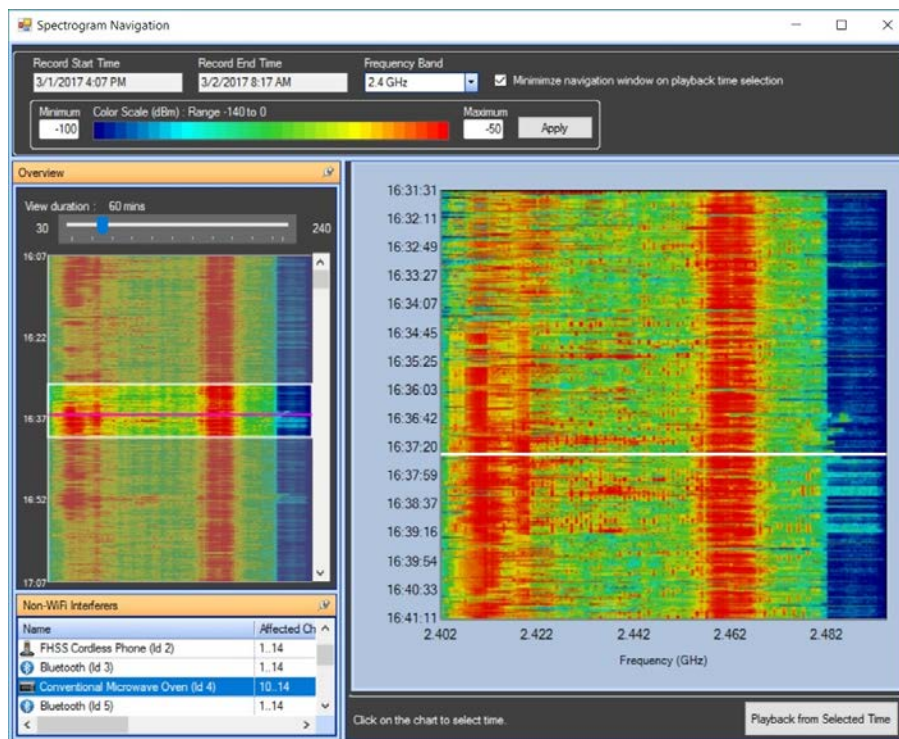 Spectrogram Navigation
Record Start Time Record End Time Frequency Band
3/1/2017 4:07 PM 3/2/2017 8:17 AM 2.4 GHz Minimimze navigation window on playback time selection
Minimum Color Scale (dBm) : Range -140 to 0 Maximum
-100 -50 Apply
Overview
View duration : 60 mins
30 240
16:07
16:22
16:37
16:52
17:07
Non-WiFi Interferers
Name Affected Ch
FHSS Cordless Phone (Id 2) 1..14
Bluetooth (Id 3) 1..14
Conventional Microwave Oven (Id 4) 10..14
Bluetooth (Id 5) 1..14
16:31:31
16:32:11
16:32:49
16:33:27
16:34:07
16:34:45
16:35:25
16:36:03
16:36:42
16:37:20
16:37:59
16:38:37
16:39:16
16:39:54
16:40:33
16:41:11
2.402 2.422 2.442 2.462 2.482
Frequency (GHz)
Click on the chart to select time. Playback from Selected Time